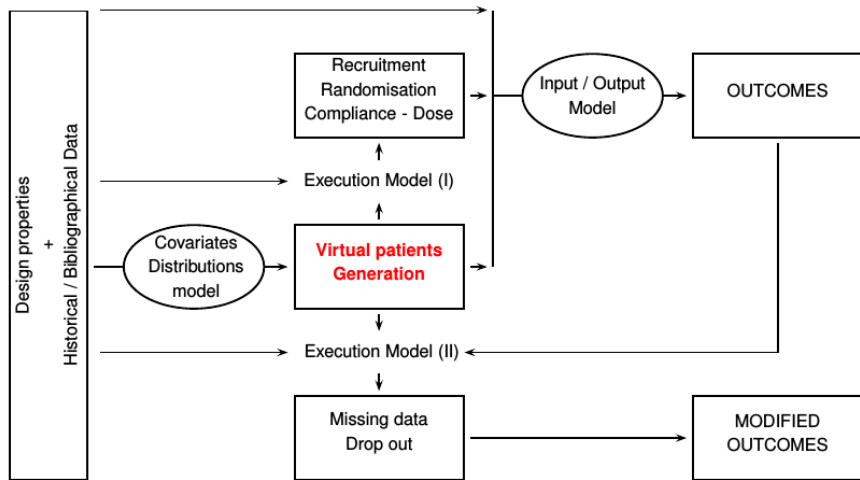 Design properties
+
Historical / Bibliographical Data
Recruitment
Randomisation
Compliance - Dose
Input / Output
Model
OUTCOMES
Execution Model (I)
Covariates
Distributions
model
Virtual patients
Generation
Execution Model (II)
Missing data
Drop out
MODIFIED
OUTCOMES